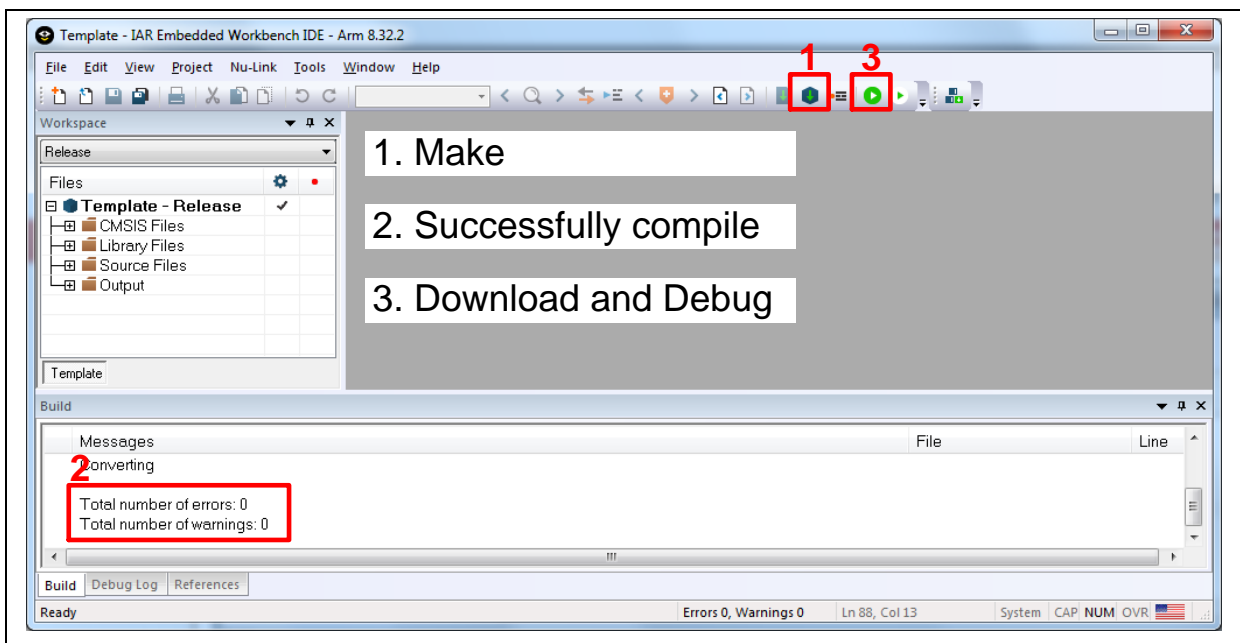 Template - IAR Embedded Workbench IDE - Arm 8.32.2
File Edit View Project Nu-Link Tools Window Help
1
3
Workspace
Release
Files
Template - Release
CMSIS Files
Library Files
Source Files
Output
Template
1. Make
2. Successfully compile
3. Download and Debug
Build
Messages File Line
Converting
2
Total number of errors: 0
Total number of warnings: 0
Build Debug Log References
Ready Errors 0, Warnings 0 Ln 88, Col 13 System CAP NUM OVR